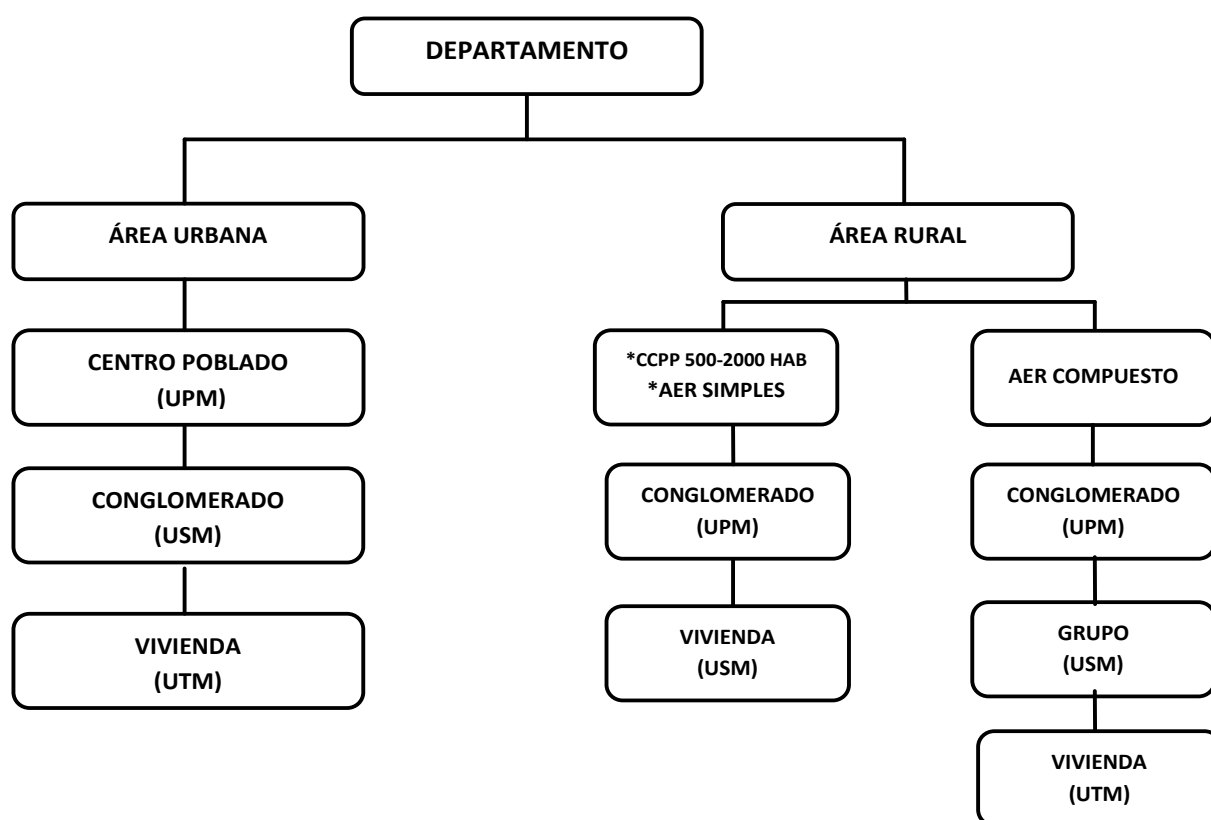 DEPARTAMENTO
ÁREA URBANA
ÁREA RURAL
CENTRO POBLADO
(UPM)
*CCPP 500-2000 HAB
*AER SIMPLES
AER COMPUESTO
CONGLOMERADO
(USM)
CONGLOMERADO
(UPM)
CONGLOMERADO
(UPM)
VIVIENDA
(UTM)
VIVIENDA
(USM)
GRUPO
(USM)
VIVIENDA
(UTM)